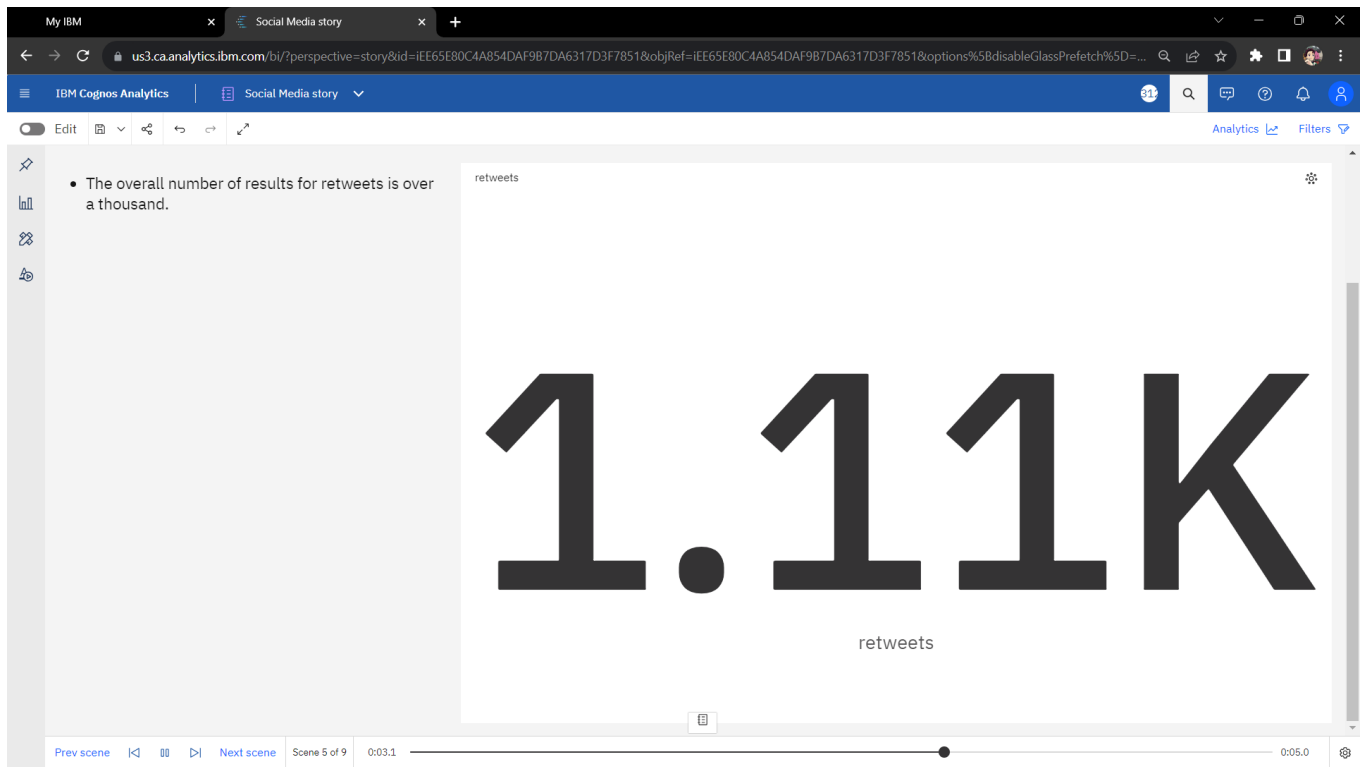 My IBM
Social Media story
us3.ca.analytics.ibm.com/bi/?perspective=story&id=iEE65E80C4A854DAF9B7DA6317D3F7851&objRef=iEE65E80C4A854DAF9B7DA6317D3F7851&options%5BdisableGlassPrefetch%5D=...
IBM Cognos Analytics
Social Media story
Edit
Analytics
Filters
• The overall number of results for retweets is over
a thousand.
retweets
1.11K
retweets
Prev scene
Next scene
Scene 5 of 9
0:03.1
0:05.0